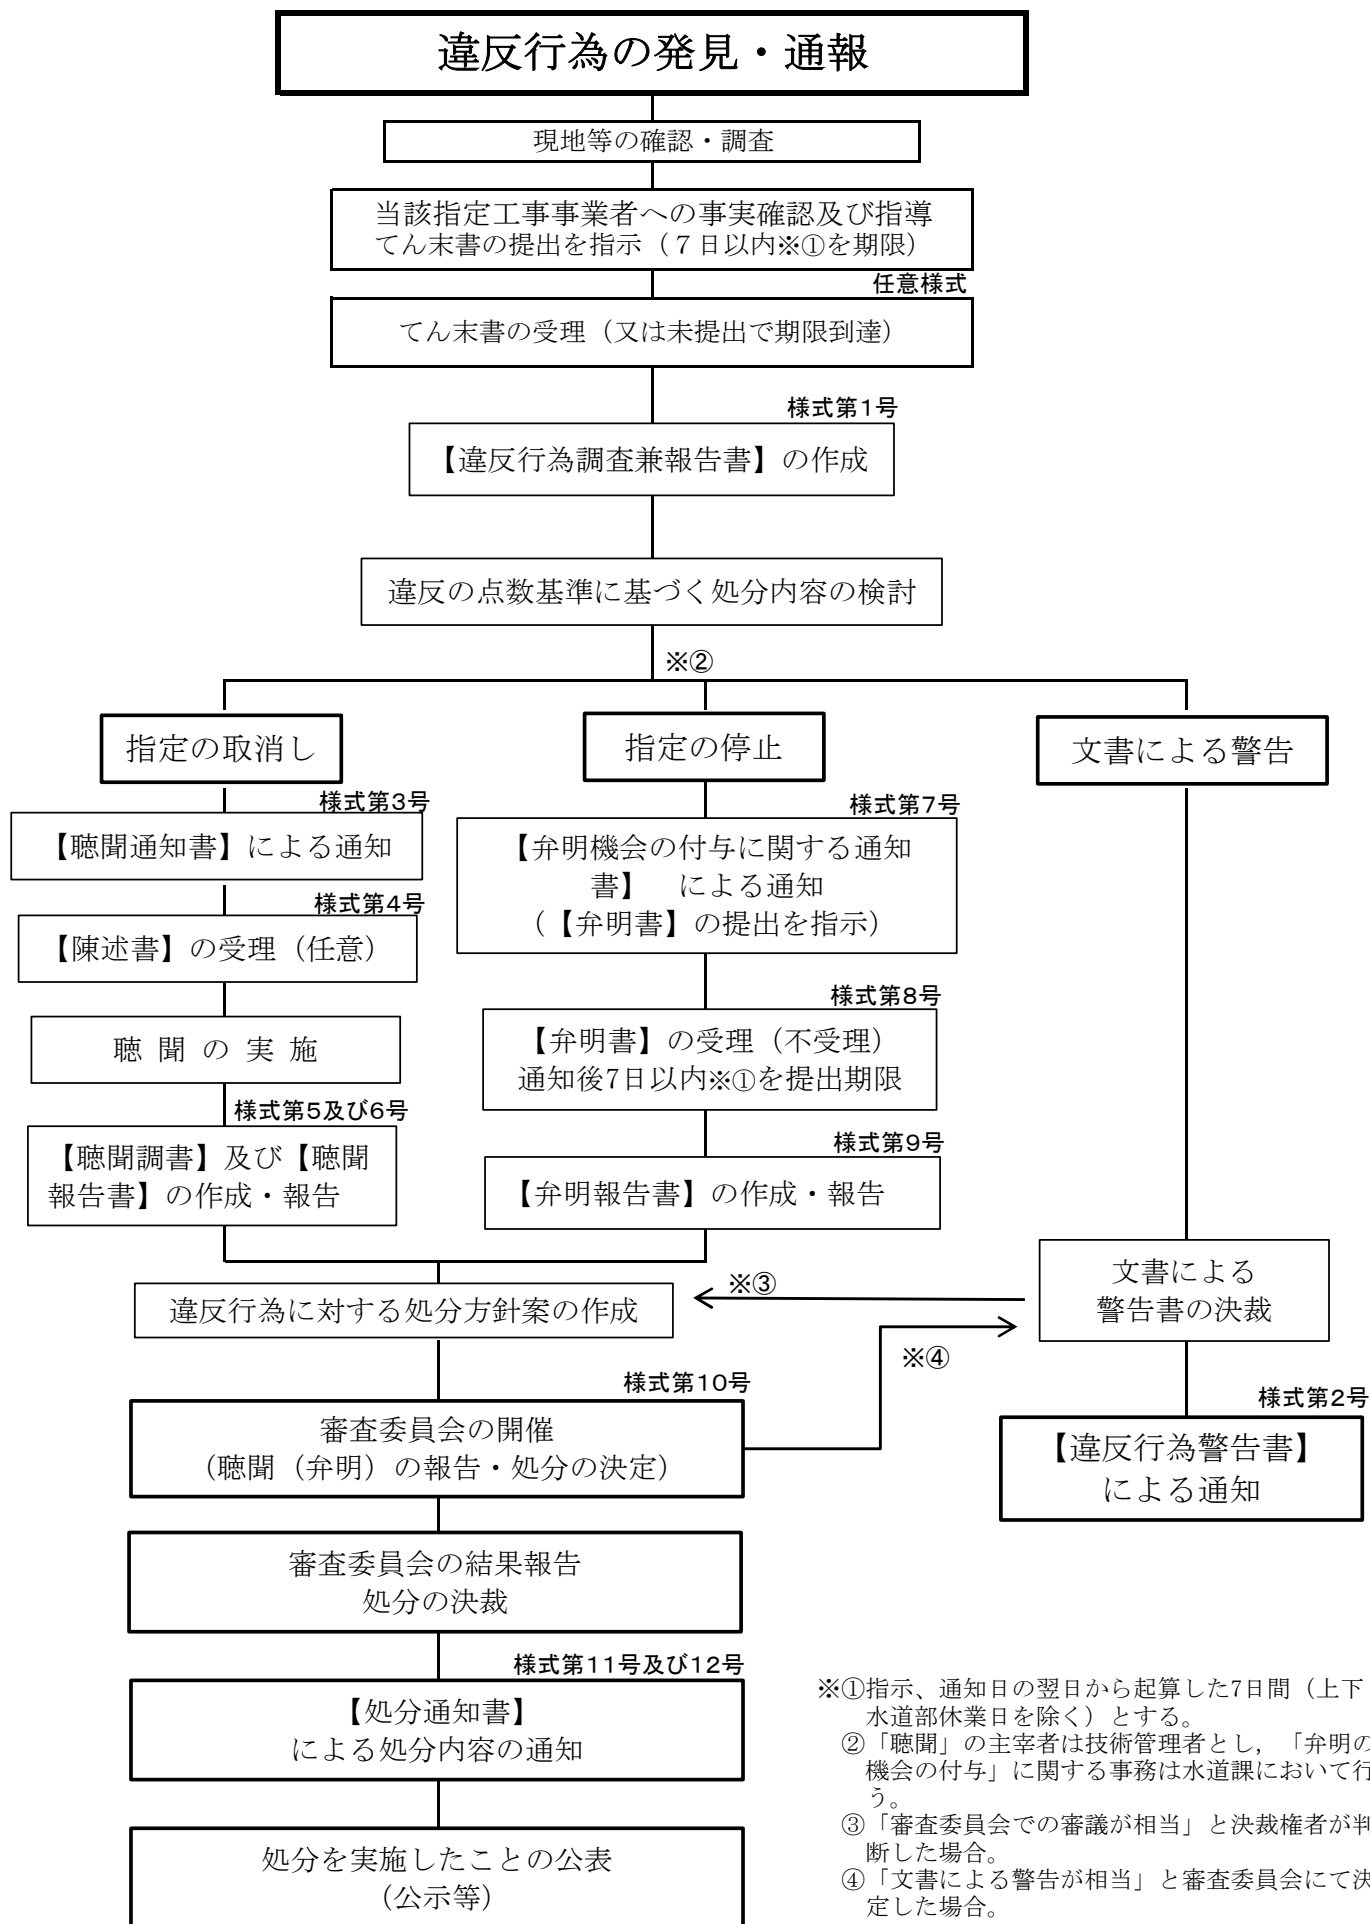 違反行為の発見・通報
現地等の確認・調査
当該指定工事事業者への事実確認及び指導
てん末書の提出を指示（７日以内※①を期限）
任意様式
てん末書の受理（又は未提出で期限到達）
様式第1号
【違反行為調査兼報告書】の作成
違反の点数基準に基づく処分内容の検討
※②
指定の取消し
指定の停止
文書による警告
様式第3号
【聴聞通知書】による通知
様式第4号
【陳述書】の受理（任意）
聴 聞 の 実 施
様式第5及び6号
【聴聞調書】及び【聴聞
報告書】の作成・報告
様式第7号
【弁明機会の付与に関する通知
書】　による通知
（【弁明書】の提出を指示）
様式第8号
【弁明書】の受理（不受理）
通知後7日以内※①を提出期限
様式第9号
【弁明報告書】の作成・報告
文書による
警告書の決裁
※③
違反行為に対する処分方針案の作成
※④
様式第10号
審査委員会の開催
（聴聞（弁明）の報告・処分の決定）
様式第2号
【違反行為警告書】
による通知
審査委員会の結果報告
処分の決裁
様式第11号及び12号
【処分通知書】
による処分内容の通知
処分を実施したことの公表
（公示等）
※①指示、通知日の翌日から起算した7日間（上下
水道部休業日を除く）とする。
②「聴聞」の主宰者は技術管理者とし，「弁明の
機会の付与」に関する事務は水道課において行
う。
③「審査委員会での審議が相当」と決裁権者が判
断した場合。
④「文書による警告が相当」と審査委員会にて決
定した場合。